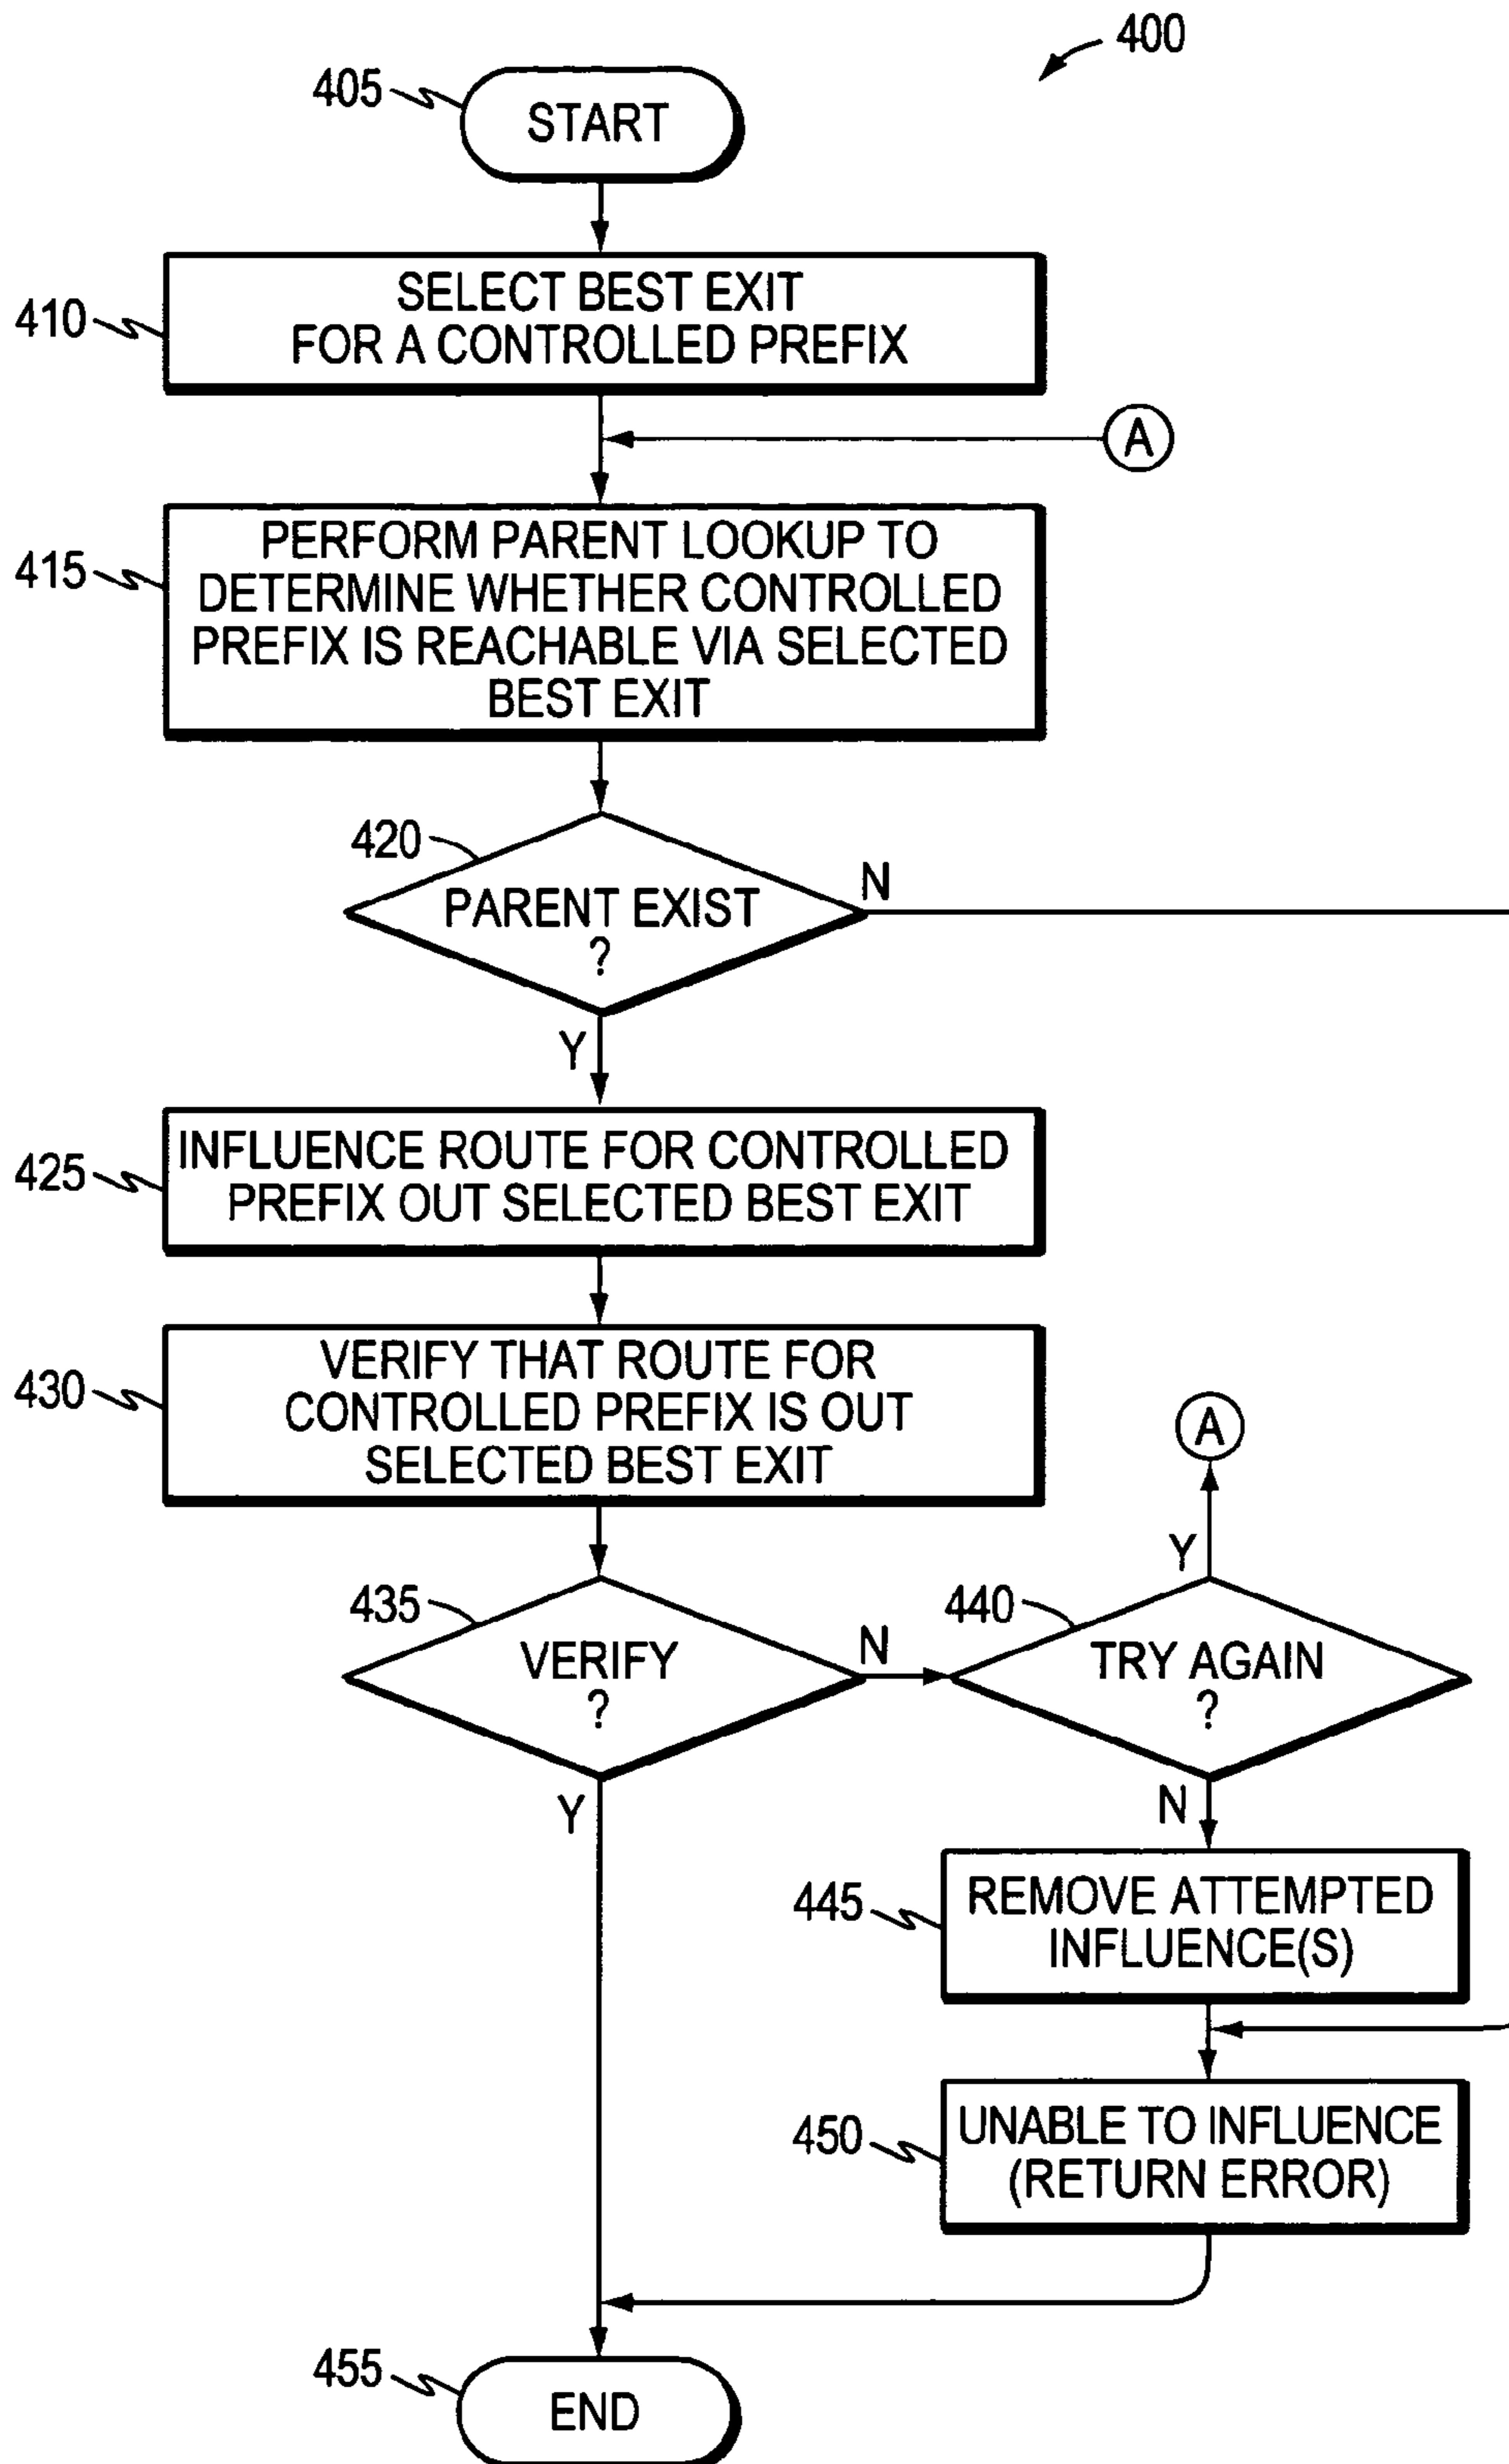 400
405
START
410
SELECT BEST EXIT
FOR A CONTROLLED PREFIX
A
415
PERFORM PARENT LOOKUP TO
DETERMINE WHETHER CONTROLLED
PREFIX IS REACHABLE VIA SELECTED
BEST EXIT
420
PARENT EXIST
?
N
Y
425
INFLUENCE ROUTE FOR CONTROLLED
PREFIX OUT SELECTED BEST EXIT
430
VERIFY THAT ROUTE FOR
CONTROLLED PREFIX IS OUT
SELECTED BEST EXIT
A
Y
435
VERIFY
?
N
440
TRY AGAIN
?
Y
N
445
REMOVE ATTEMPTED
INFLUENCE(S)
450
UNABLE TO INFLUENCE
(RETURN ERROR)
455
END